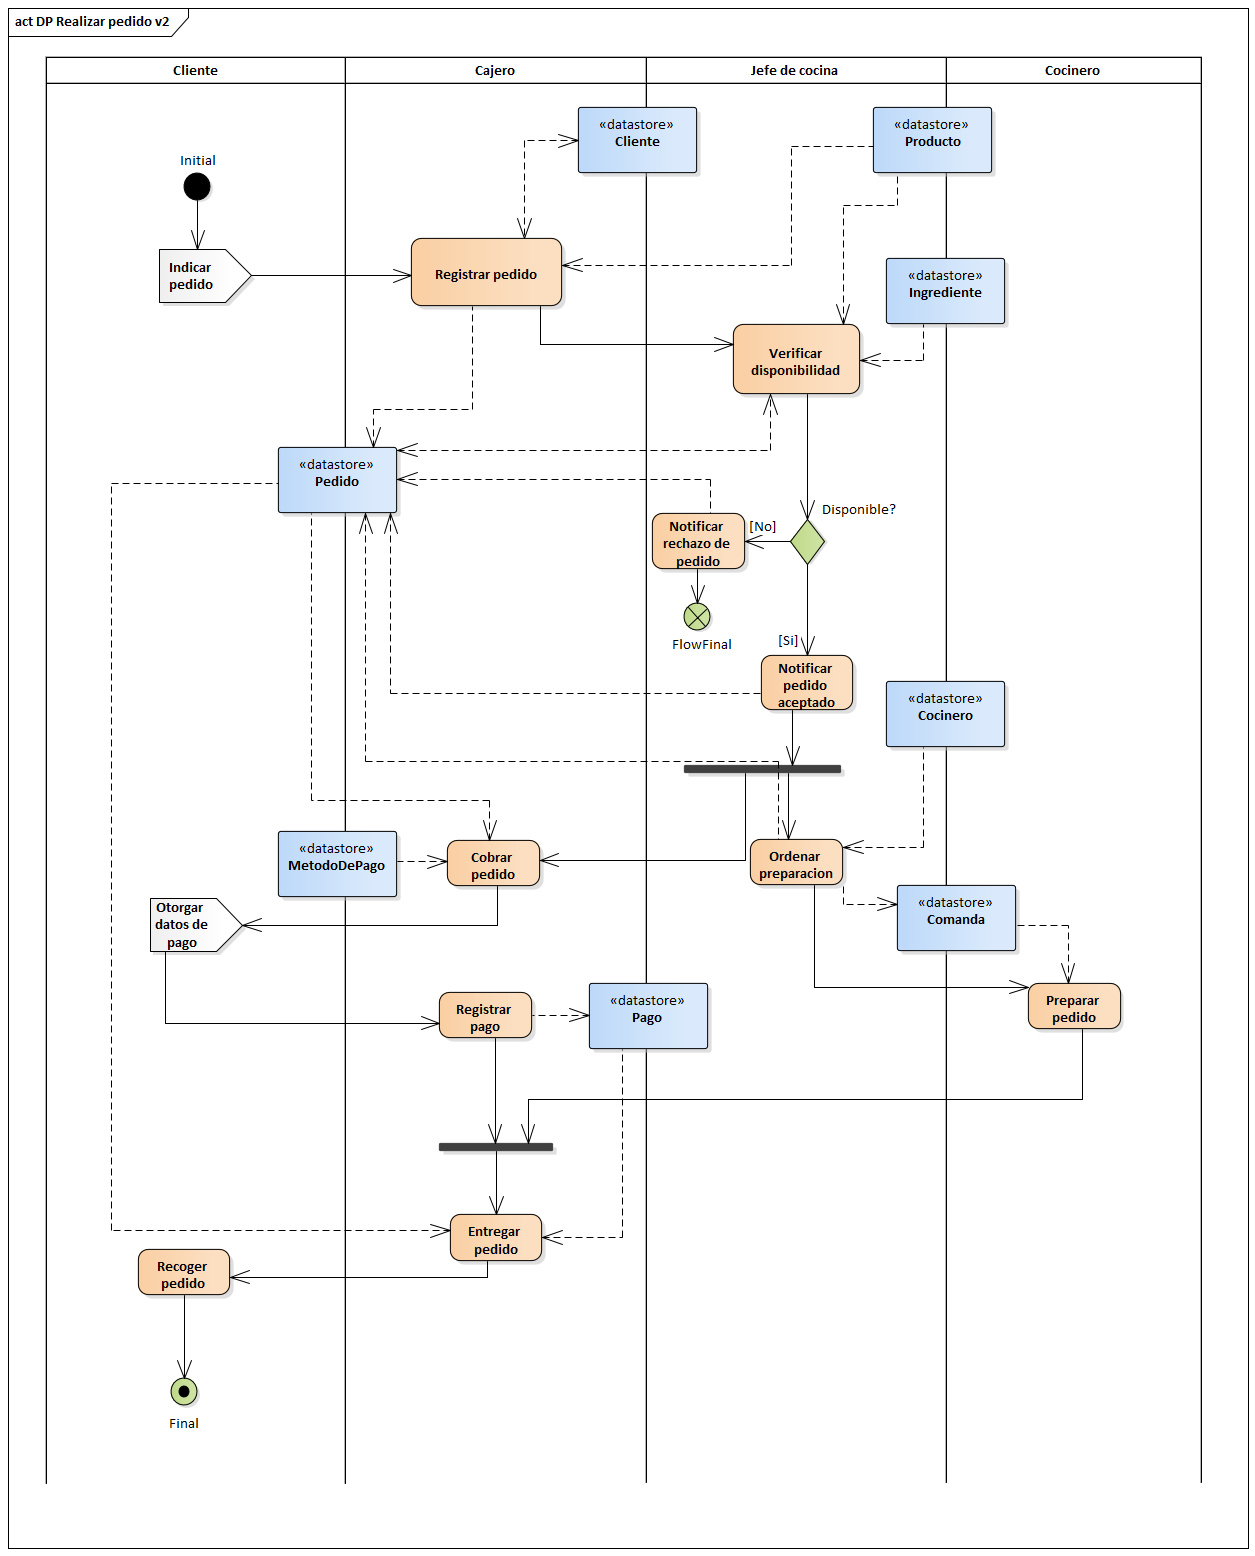 act DP Realizar pedido v2
Cliente
Cajero
Jefe de cocina
Cocinero
«datastore»
Cliente
«datastore»
Producto
Initial
Indicar
pedido
Registrar pedido
«datastore»
Ingrediente
Verificar
disponibilidad
«datastore»
Pedido
Disponible?
Notificar
rechazo de
pedido
[No]
FlowFinal
[Si]
Notificar
pedido
aceptado
«datastore»
Cocinero
«datastore»
MetodoDePago
Cobrar
pedido
Ordenar
preparacion
«datastore»
Comanda
Otorgar
datos de
pago
Registrar
pago
«datastore»
Pago
Preparar
pedido
Entregar
pedido
Recoger
pedido
Final